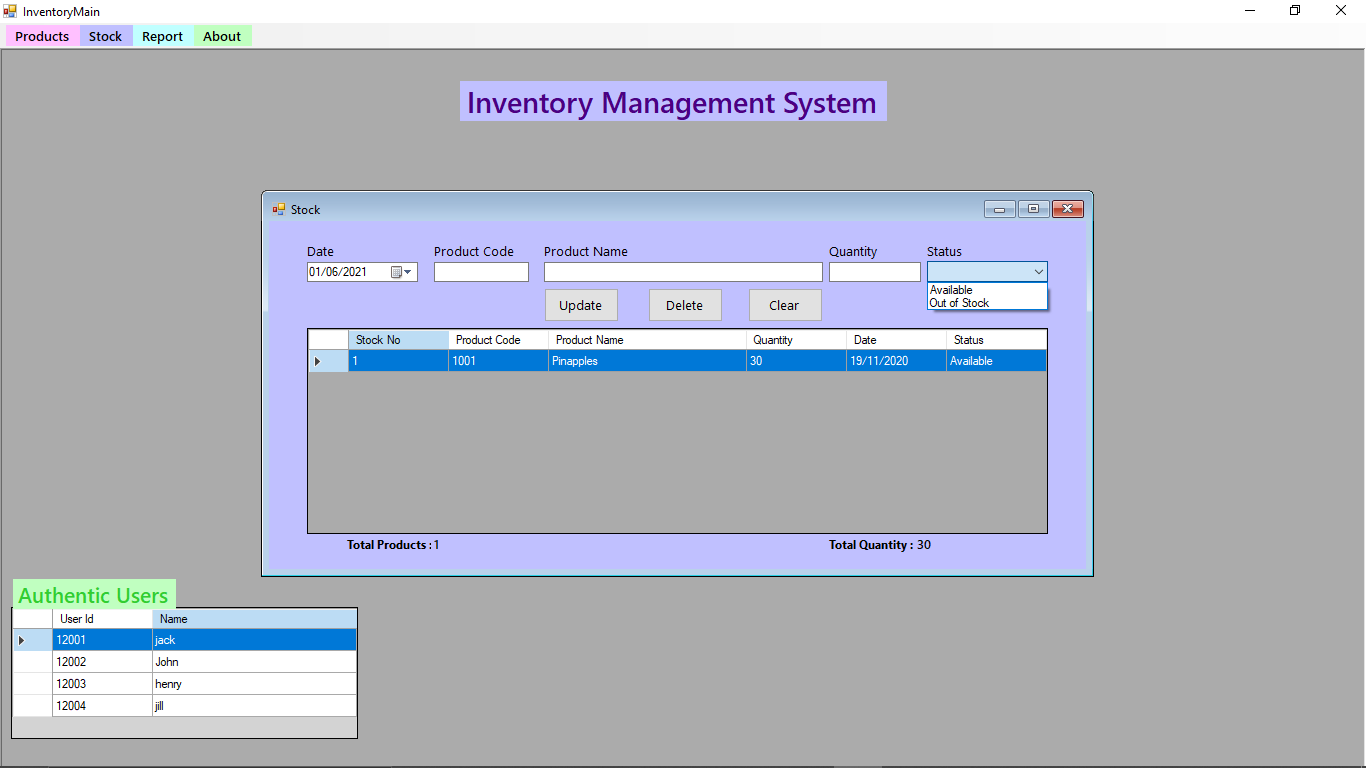 InventoryMain
Products Stock Report About
Inventory Management System
Stock
Date Product Code Product Name Quantity Status
01/06/2021
Available
Out of Stock
Update Delete Clear
Stock No Product Code Product Name Quantity Date Status
1 1001 Pinapples 30 19/11/2020 Available
Total Products : 1 Total Quantity : 30
Authentic Users
User Id Name
12001 jack
12002 John
12003 henry
12004 jill